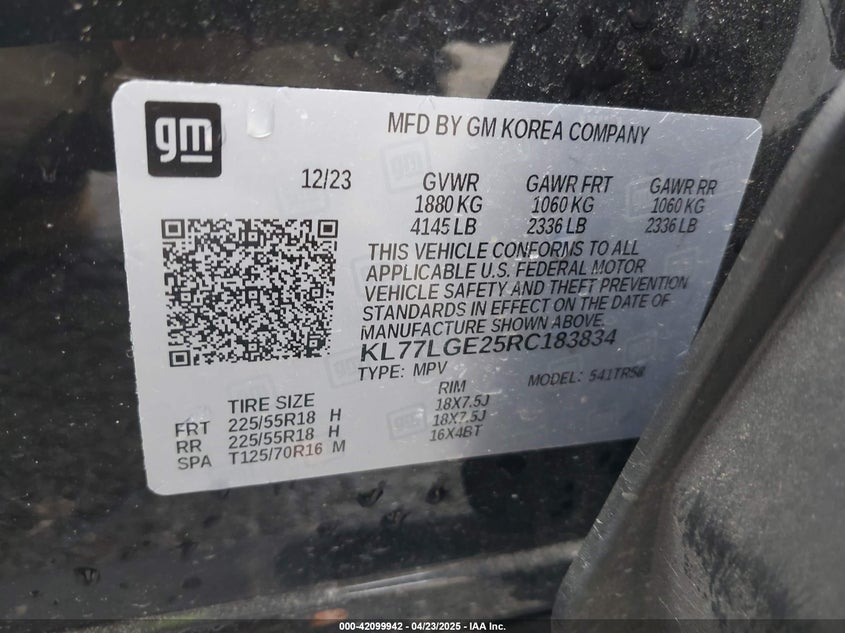 gm
MFD BY GM KOREA COMPANY
12/23
GVWR GAWR FRT GAWR RR
1880 KG 1060 KG 1060 KG
4145 LB 2336 LB 2336 LB
THIS VEHICLE CONFORMS TO ALL
APPLICABLE U.S. FEDERAL MOTOR
VEHICLE SAFETY AND THEFT PREVENTION
STANDARDS IN EFFECT ON THE DATE OF
MANUFACTURE SHOWN ABOVE.
KL77LGE25RC183834
TYPE: MPV MODEL: 541TR58
TIRE SIZE RIM
FRT 225/55R18 H 18X7.5J
RR 225/55R18 H 18X7.5J
SPA T125/70R16 M 16X4BT
000-42099942 - 04/23/2025 - IAA Inc.